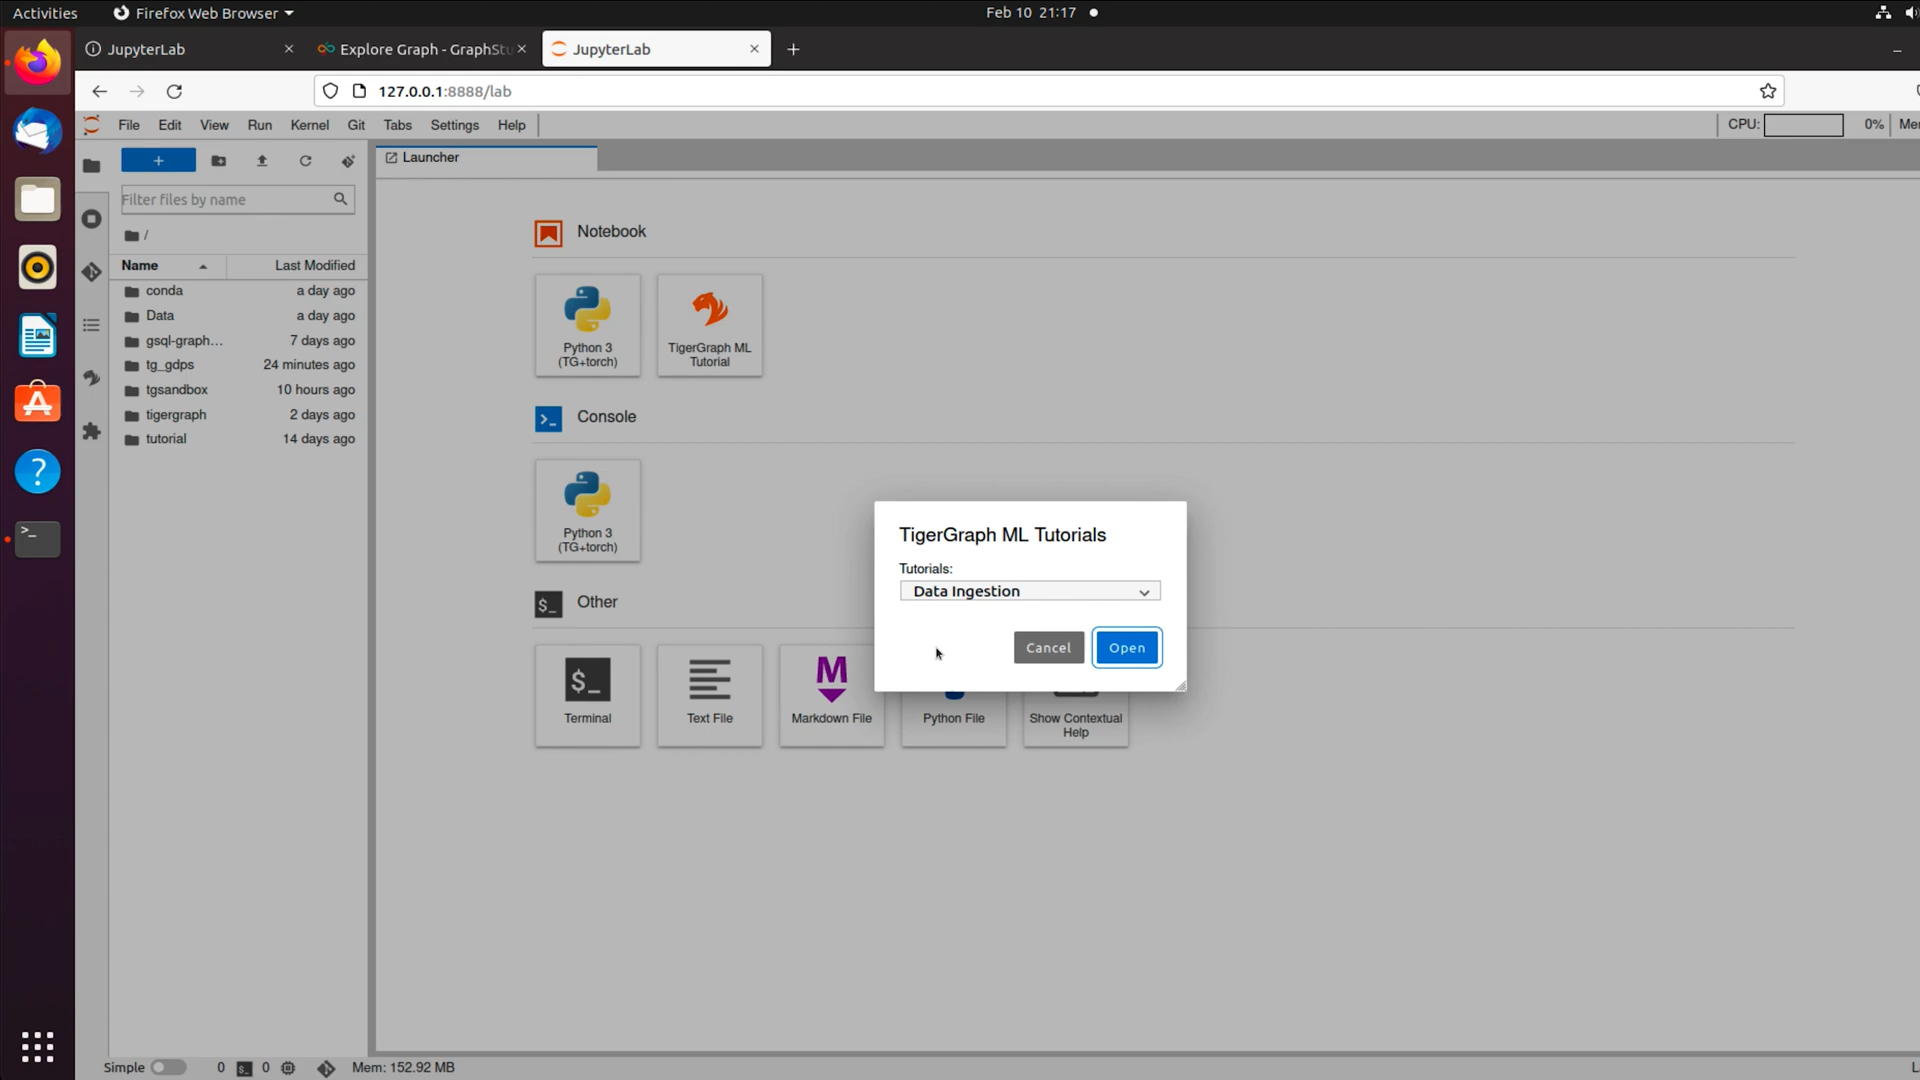 Activities
Firefox Web Browser
Feb 10 21:17
JupyterLab
Explore Graph - GraphStu
JupyterLab
127.0.0.1:8888/lab
File Edit View Run Kernel Git Tabs Settings Help
CPU: 0% Mem
+
Launcher
Filter files by name
/
Name Last Modified
conda a day ago
Data a day ago
gsql-graph... 7 days ago
tg_gdps 24 minutes ago
tgsandbox 10 hours ago
tigergraph 2 days ago
tutorial 14 days ago
Notebook
Python 3
(TG+torch)
TigerGraph ML
Tutorial
Console
Python 3
(TG+torch)
TigerGraph ML Tutorials
Tutorials:
Data Ingestion
Cancel
Open
Other
$_
Terminal
Text File
M
Markdown File
Python File
Show Contextual
Help
Simple 0 $_ 0 Mem: 152.92 MB